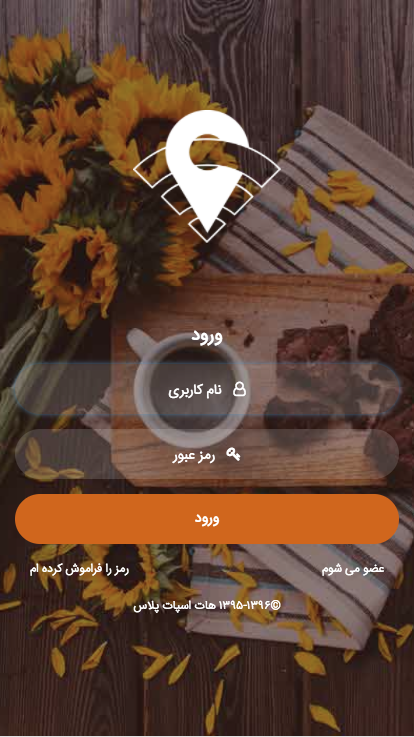 ورود
نام کاربری
رمز عبور
ورود
عضو می شوم
رمز را فراموش کرده ام
©۱۳۹۵-۱۳۹۶ هات اسپات پلاس